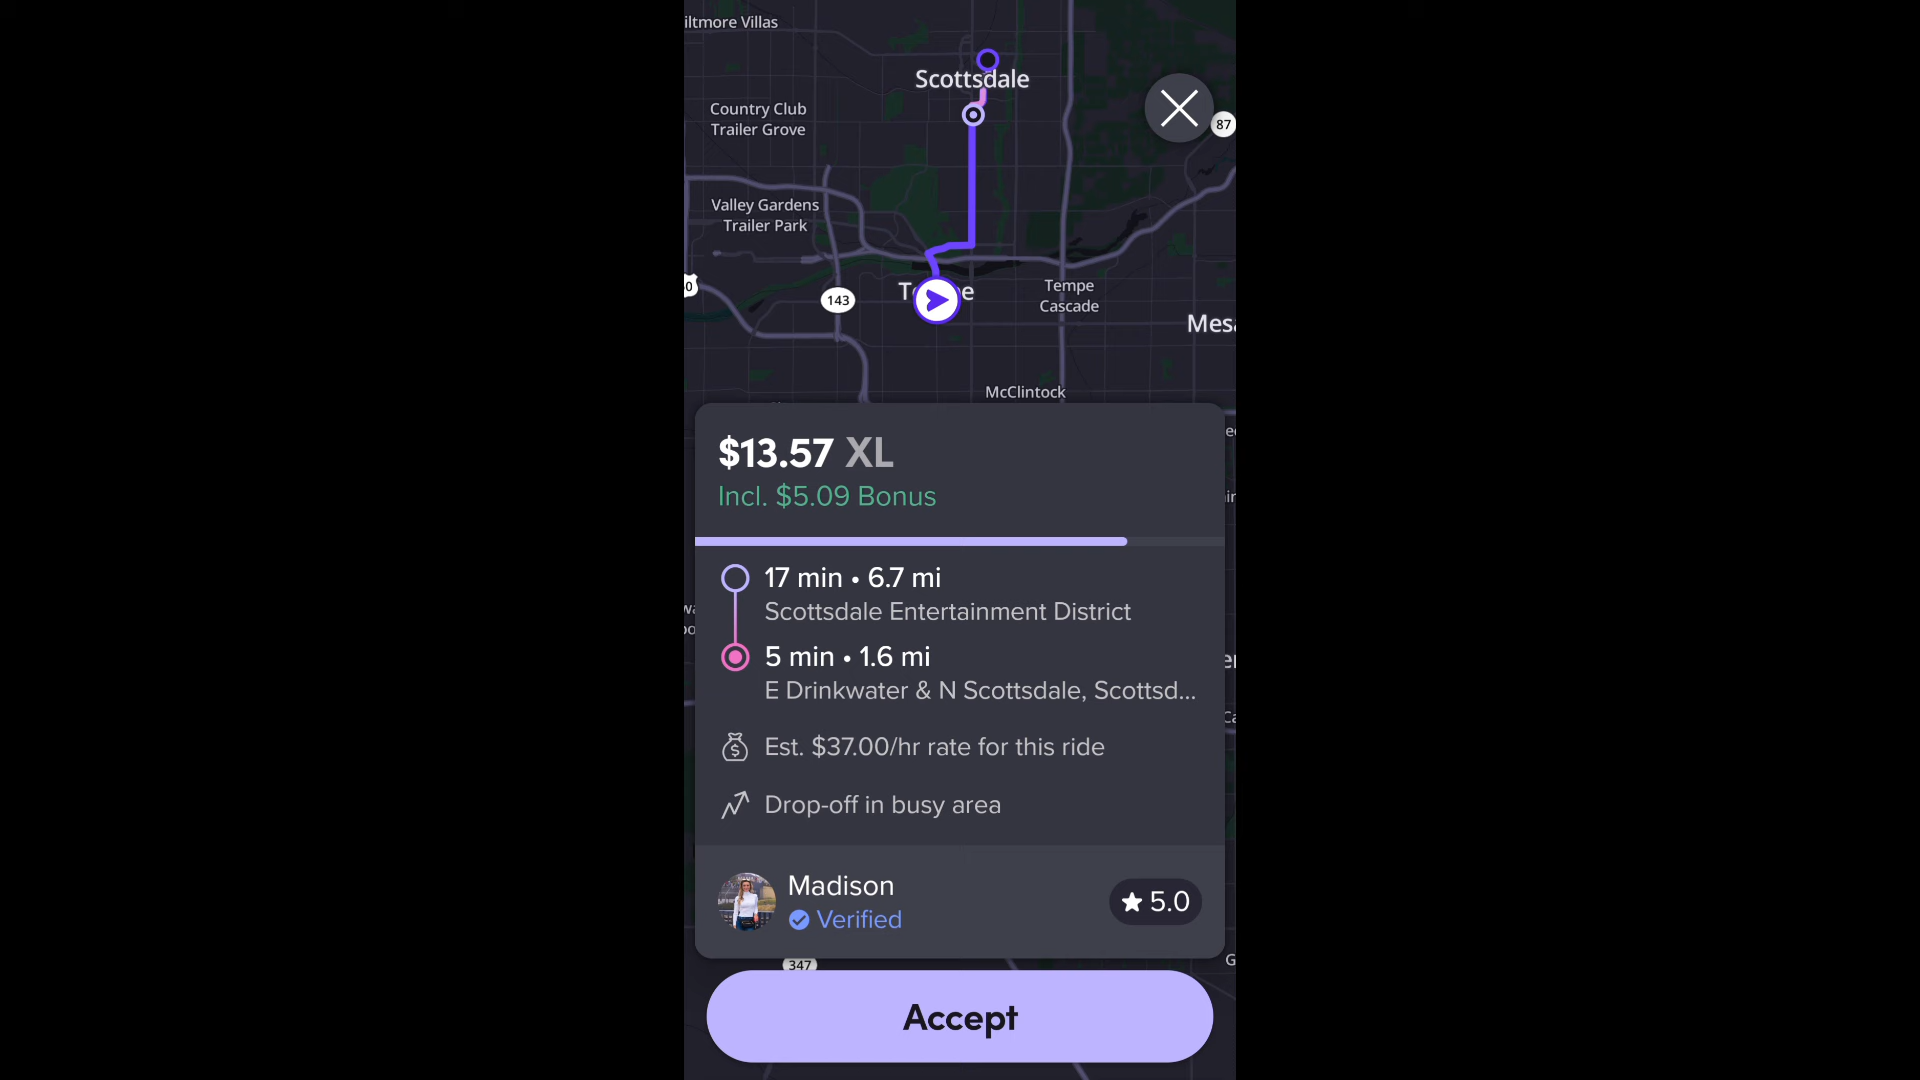 iltmore Villas
Scottsdale
Country Club
Trailer Grove
87
Valley Gardens
Trailer Park
143
Tempe
Cascade
McClintock
$13.57 XL
Incl. $5.09 Bonus
17 min • 6.7 mi
Scottsdale Entertainment District
5 min • 1.6 mi
E Drinkwater & N Scottsdale, Scottsd...
Est. $37.00/hr rate for this ride
Drop-off in busy area
Madison
Verified
5.0
347
Accept